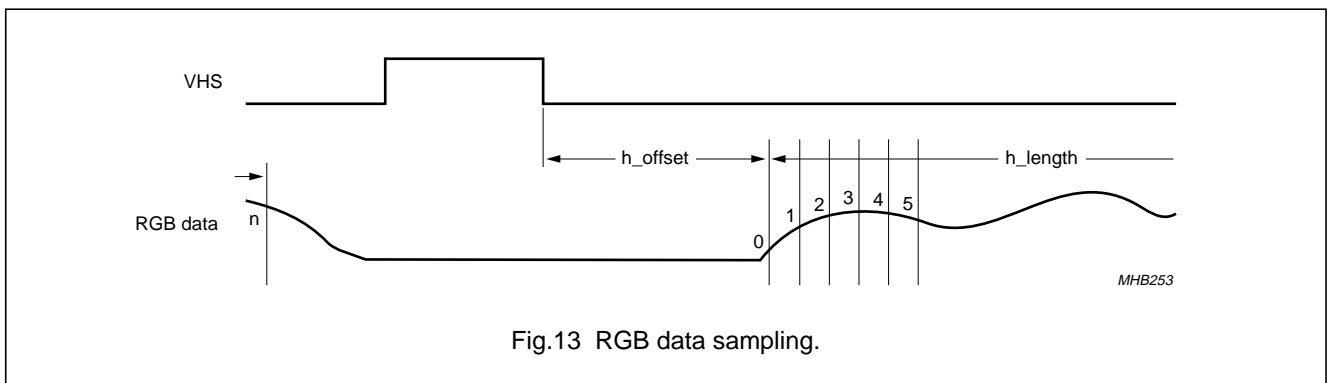 VHS
h_offset
h_length
RGB data
n
0
1
2
3
4
5
MHB253
Fig.13 RGB data sampling.